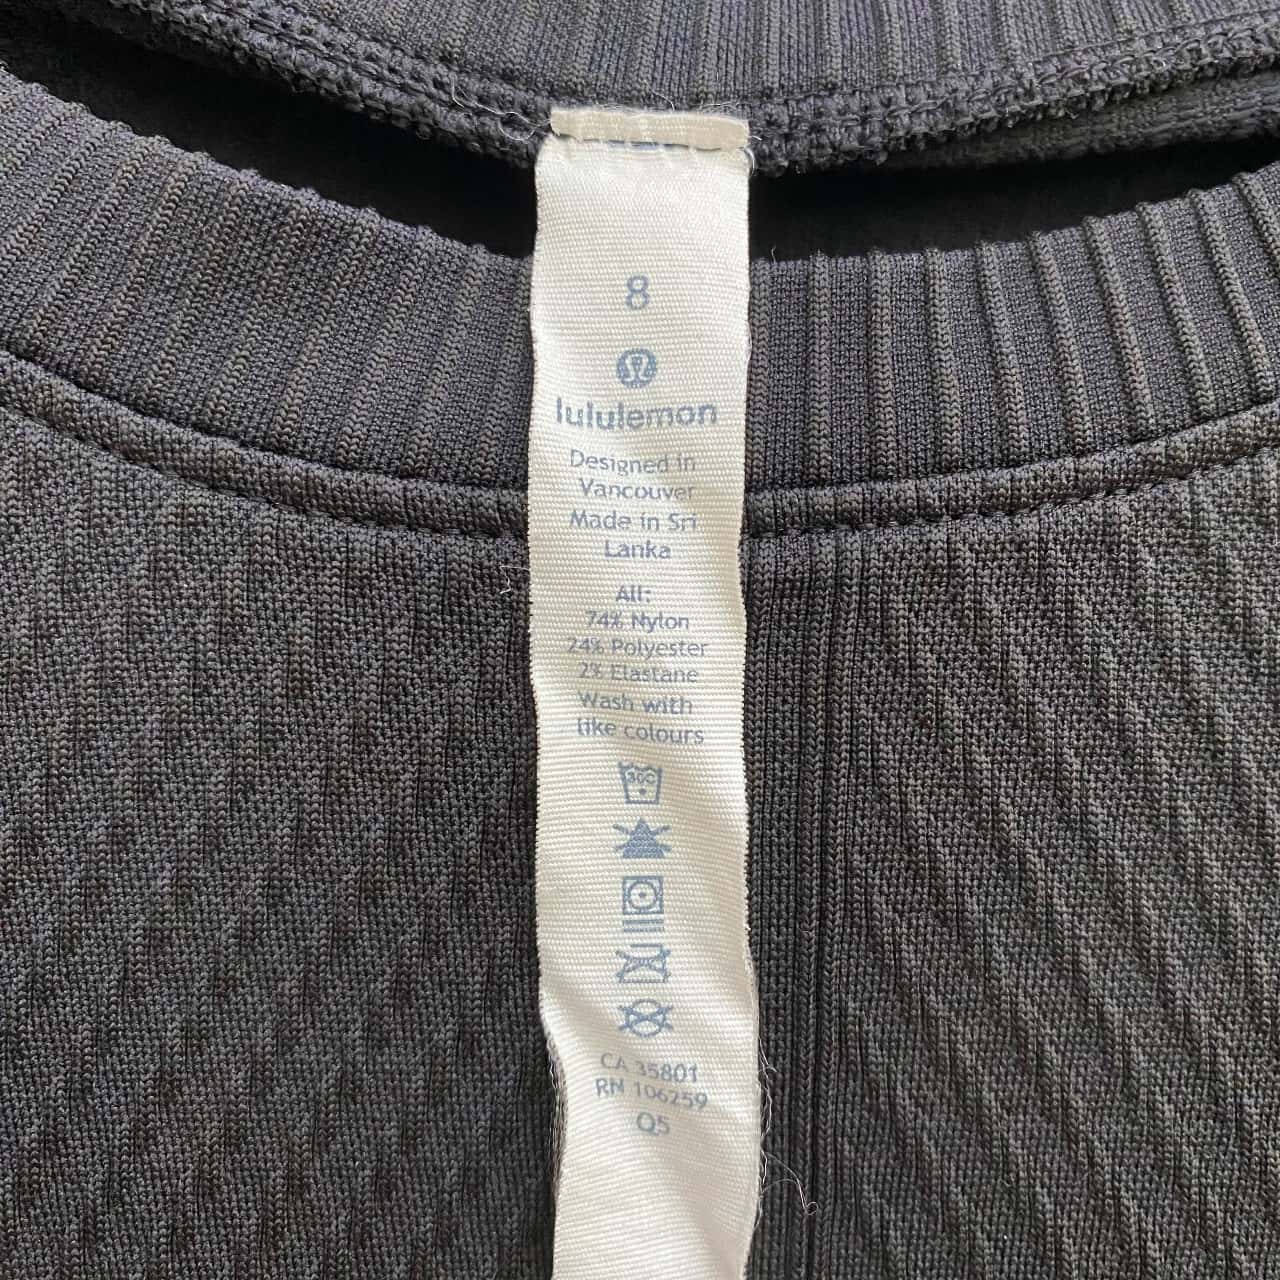 8
lululemon
Designed in
Vancouver
Made in Sri
Lanka
All:
74% Nylon
24% Polyester
2% Elastane
Wash with
like colours
30C
CA 35801
RN 106259
Q5